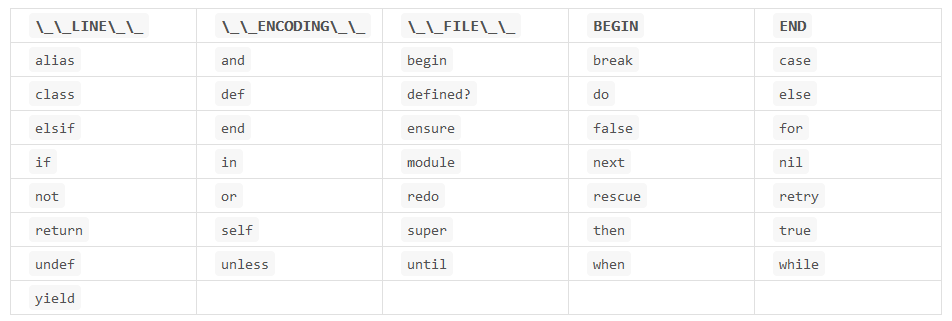 \_\_LINE\_\_ \_\_ENCODING\_\_ \_\_FILE\_\_ BEGIN END
alias and begin break case
class def defined? do else
elsif end ensure false for
if in module next nil
not or redo rescue retry
return self super then true
undef unless until when while
yield